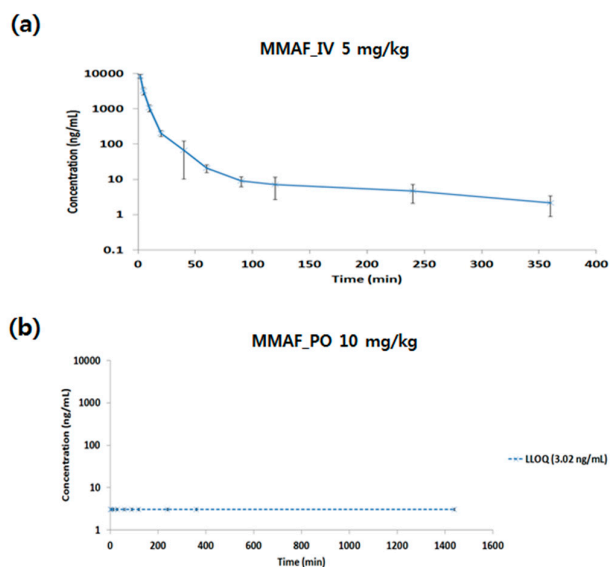 (a)
MMAF_IV 5 mg/kg
Concentration (ng/mL)
10000
1000
100
10
1
0.1
0 50 100 150 200 250 300 350 400
Time (min)
(b)
MMAF_PO 10 mg/kg
Concentration (ng/mL)
10000
1000
100
10
1
LLOQ (3.02 ng/mL)
0 200 400 600 800 1000 1200 1400 1600
Time (min)